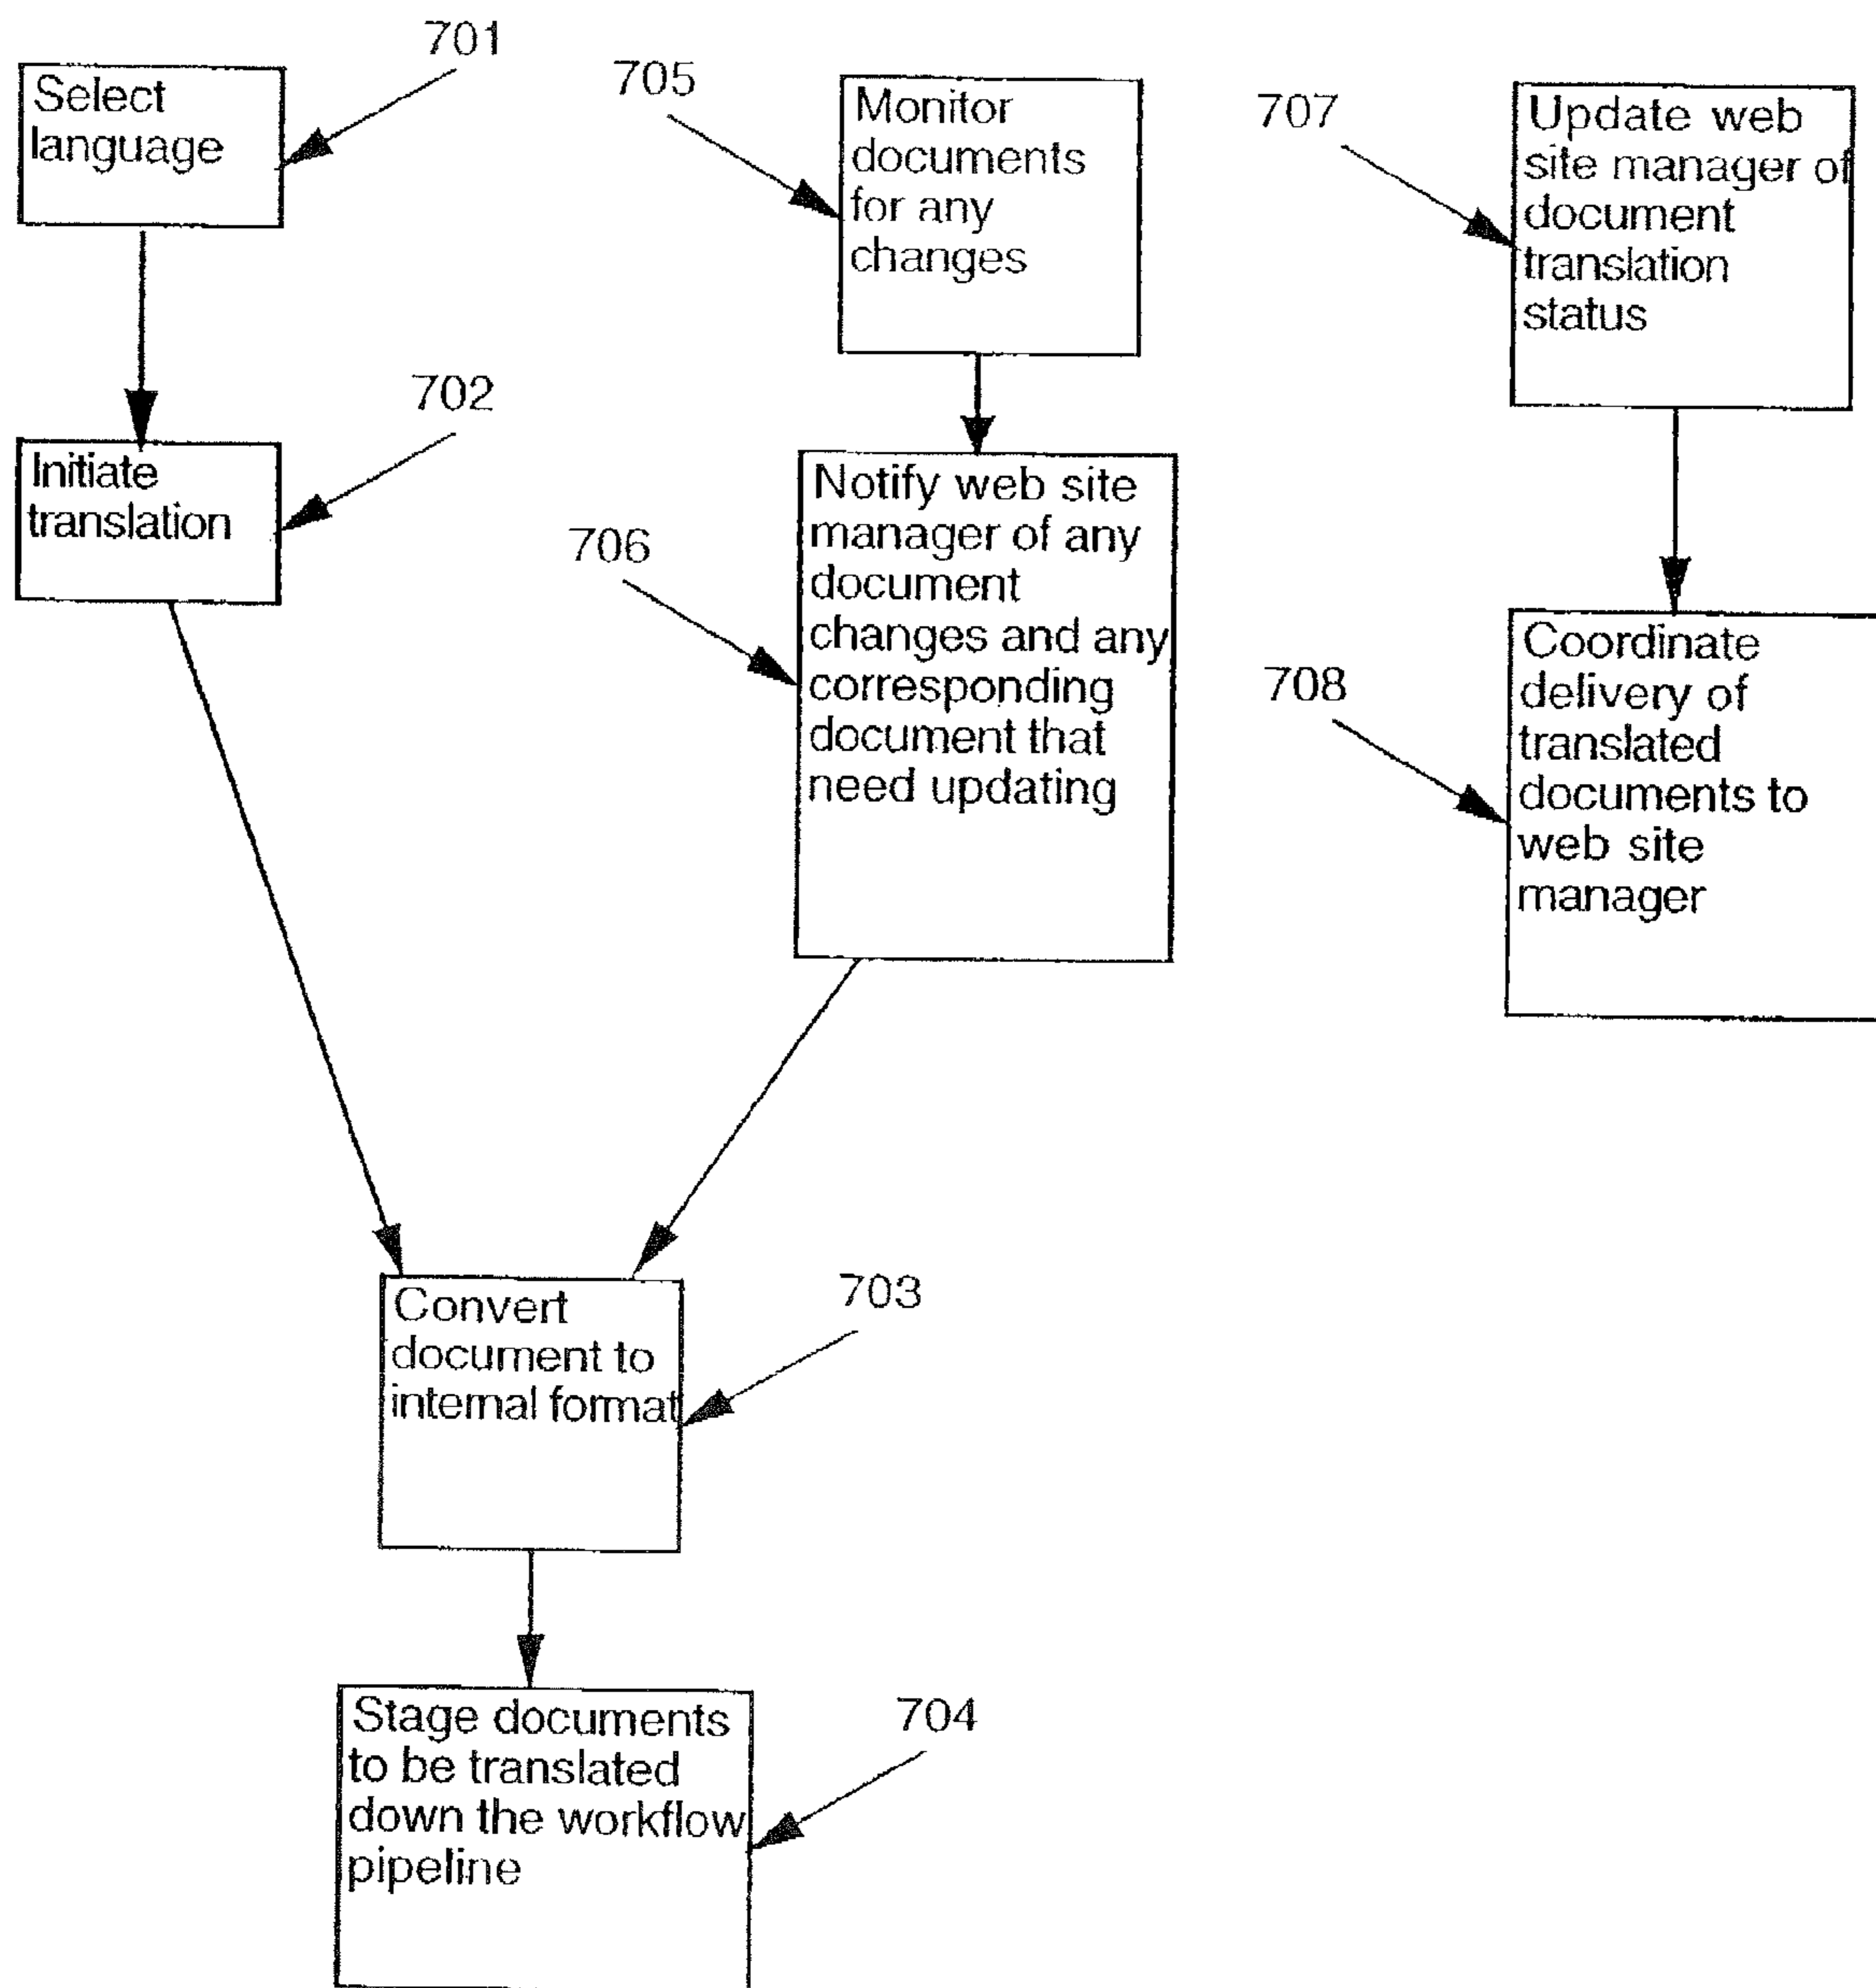 701
Select
language
702
Initiate
translation
705
Monitor
documents
for any
changes
706
Notify web site
manager of any
document
changes and any
corresponding
document that
need updating
707
Update web
site manager of
document
translation
status
708
Coordinate
delivery of
translated
documents to
web site
manager
703
Convert
document to
internal format
704
Stage documents
to be translated
down the workflow
pipeline